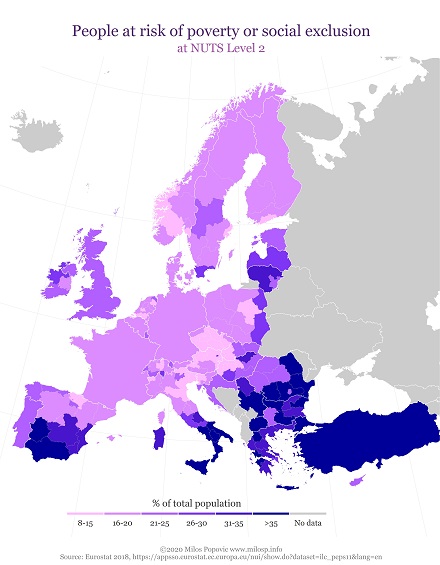 People at risk of poverty or social exclusion
at NUTS Level 2
% of total population
8-15 16-20 21-25 26-30 31-35 >35 No data
©2020 Milos Popovic www.milosp.info
Source: Eurostat 2018, https://appsso.eurostat.ec.europa.eu/nui/show.do?dataset=ilc_peps11&lang=en